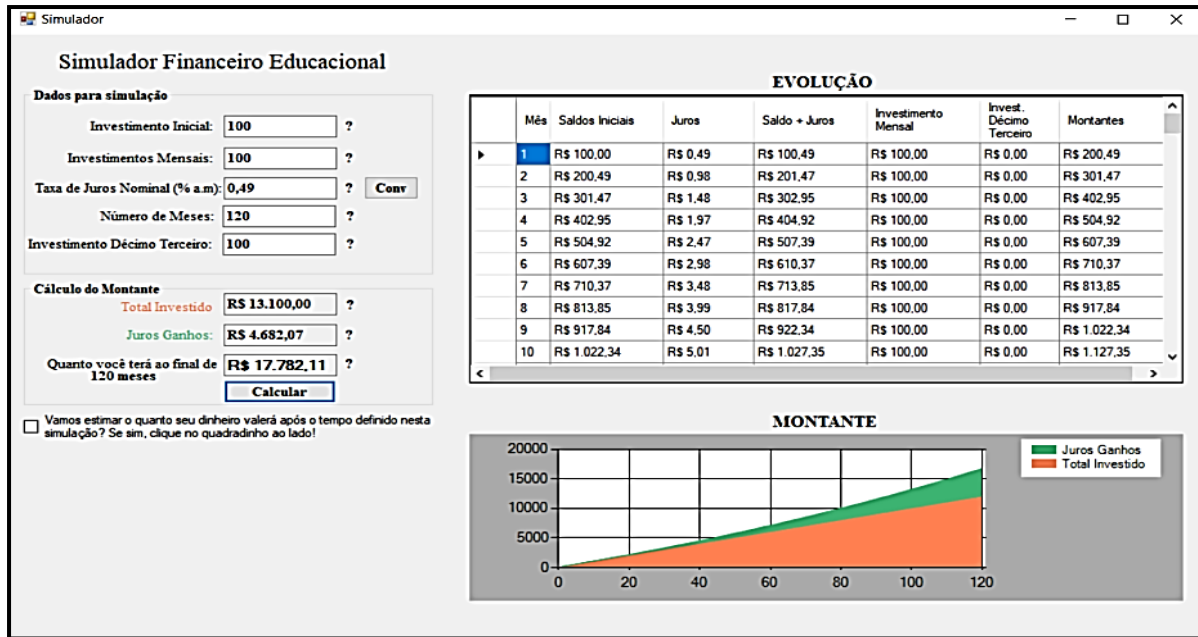 Simulador
Simulador Financeiro Educacional
Dados para simulação
Investimento Inicial: 100 ?
Investimentos Mensais: 100 ?
Taxa de Juros Nominal (% a.m): 0,49 ? Conv
Número de Meses: 120 ?
Investimento Décimo Terceiro: 100 ?
Cálculo do Montante
Total Investido R$ 13.100,00 ?
Juros Ganhos: R$ 4.682,07 ?
Quanto você terá ao final de
120 meses R$ 17.782,11 ?
Calcular
Vamos estimar o quanto seu dinheiro valerá após o tempo definido nesta
simulação? Se sim, clique no quadradinho ao lado!
EVOLUÇÃO
Mês Saldos Iniciais Juros Saldo + Juros Investimento Mensal Invest. Décimo Terceiro Montantes
1 R$ 100,00 R$ 0,49 R$ 100,49 R$ 100,00 R$ 0,00 R$ 200,49
2 R$ 200,49 R$ 0,98 R$ 201,47 R$ 100,00 R$ 0,00 R$ 301,47
3 R$ 301,47 R$ 1,48 R$ 302,95 R$ 100,00 R$ 0,00 R$ 402,95
4 R$ 402,95 R$ 1,97 R$ 404,92 R$ 100,00 R$ 0,00 R$ 504,92
5 R$ 504,92 R$ 2,47 R$ 507,39 R$ 100,00 R$ 0,00 R$ 607,39
6 R$ 607,39 R$ 2,98 R$ 610,37 R$ 100,00 R$ 0,00 R$ 710,37
7 R$ 710,37 R$ 3,48 R$ 713,85 R$ 100,00 R$ 0,00 R$ 813,85
8 R$ 813,85 R$ 3,99 R$ 817,84 R$ 100,00 R$ 0,00 R$ 917,84
9 R$ 917,84 R$ 4,50 R$ 922,34 R$ 100,00 R$ 0,00 R$ 1.022,34
10 R$ 1.022,34 R$ 5,01 R$ 1.027,35 R$ 100,00 R$ 0,00 R$ 1.127,35
MONTANTE
20000
15000
10000
5000
0
0 20 40 60 80 100 120
Juros Ganhos
Total Investido